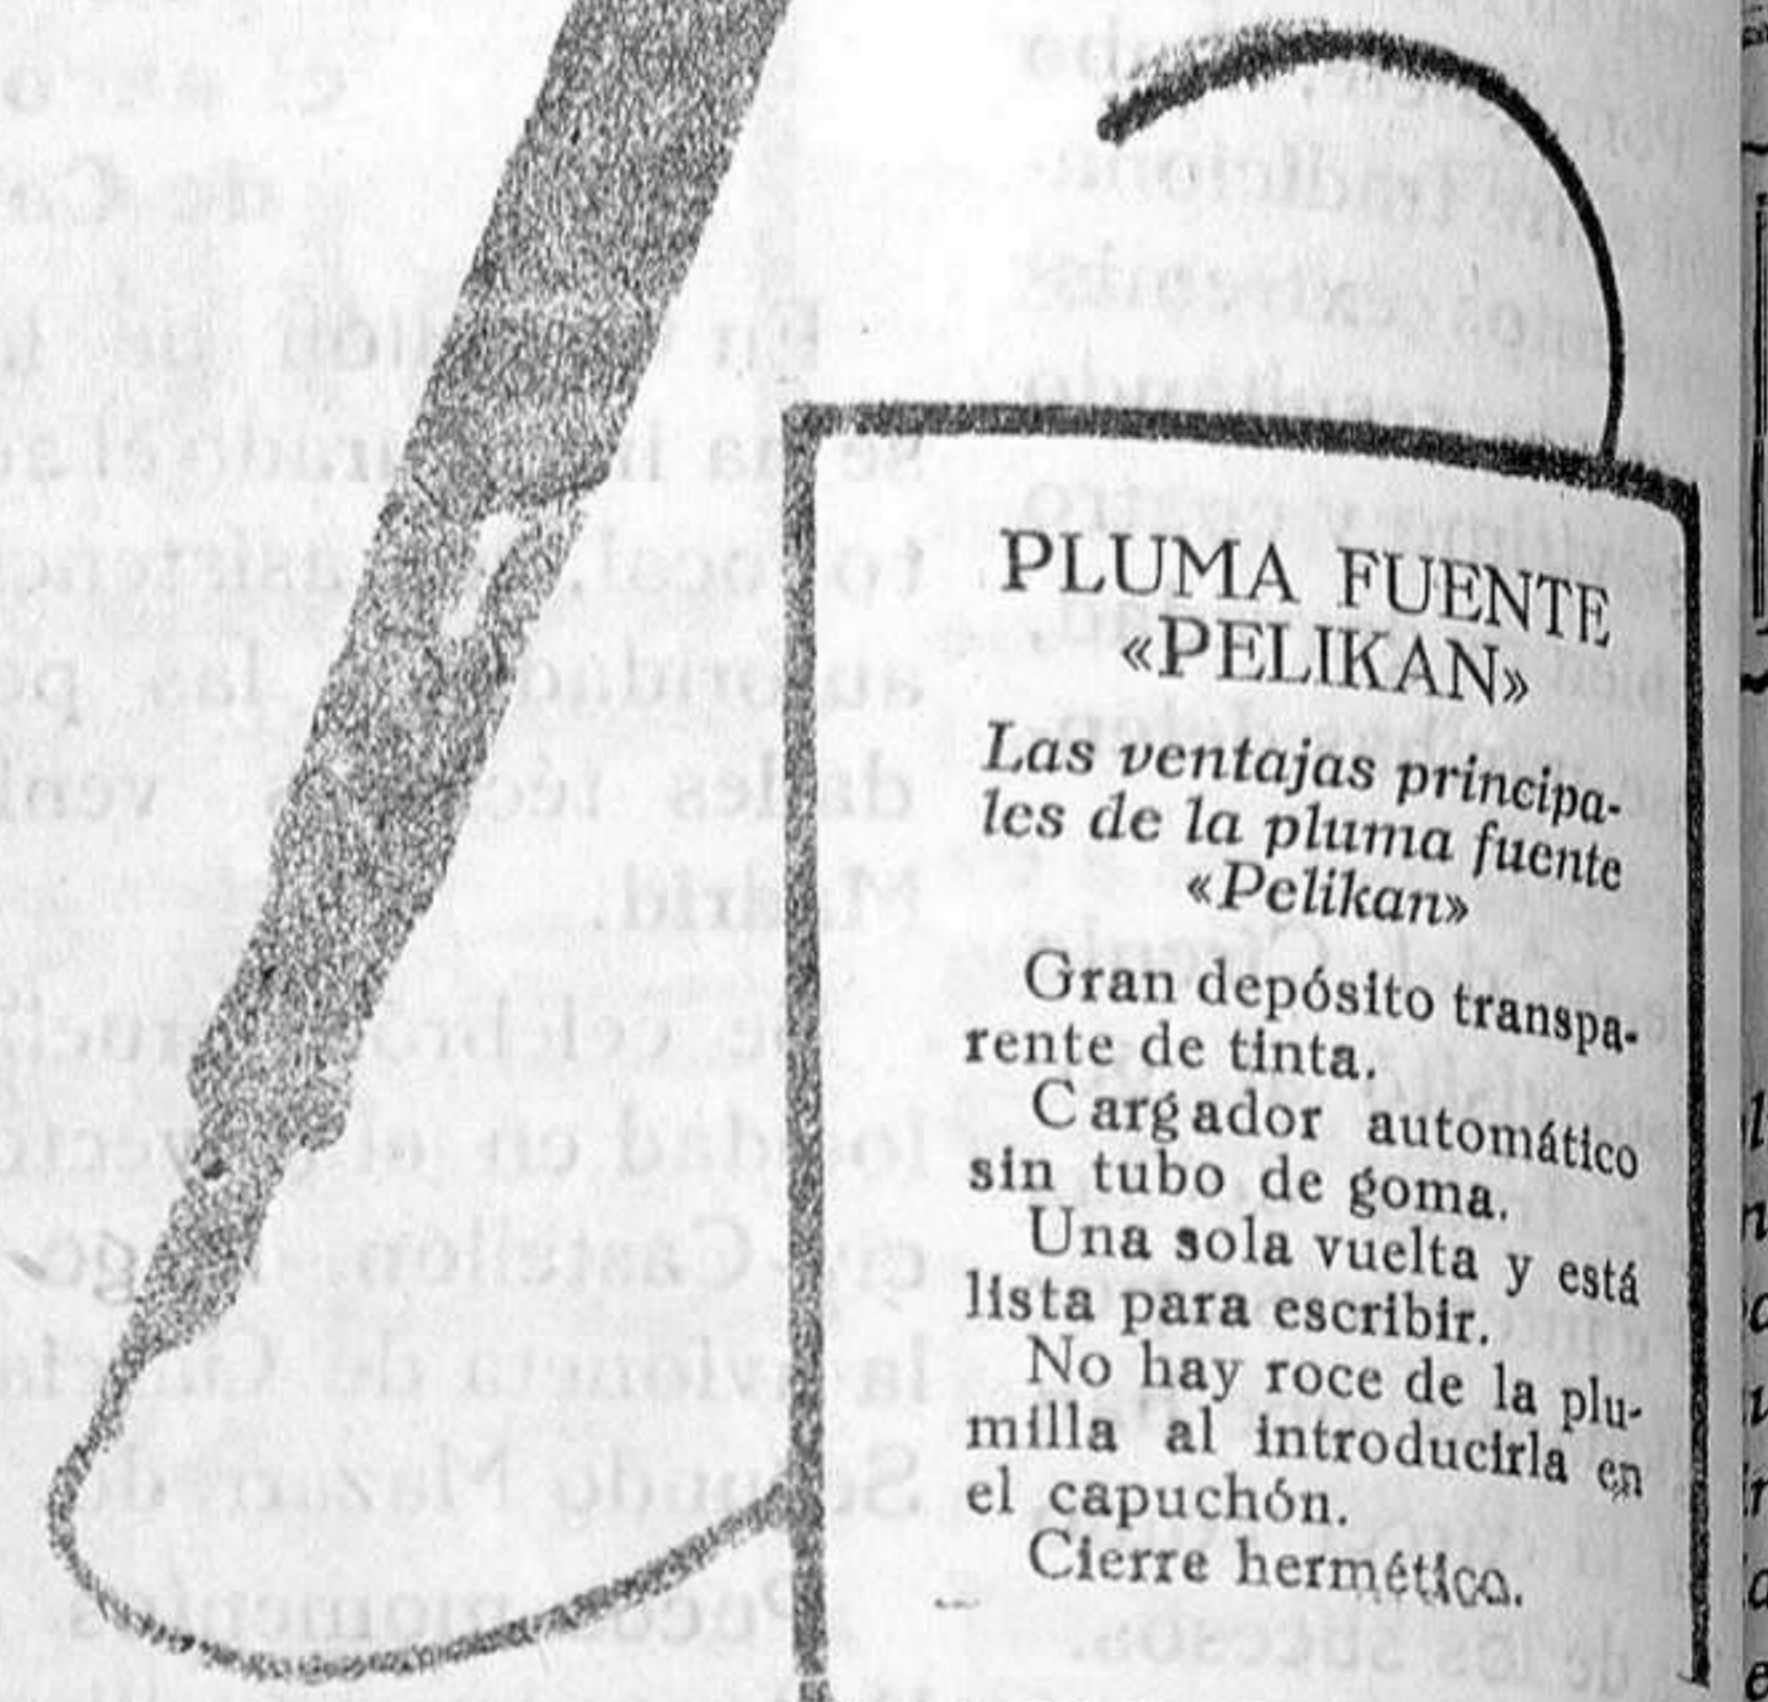 PLUMA FUENTE
«PELIKAN»
Las ventajas principa-
les de la pluma fuente
«Pelikan»
Gran depósito transpa-
rente de tinta.
Cargador automático
sin tubo de goma.
Una sola vuelta y está
lista para escribir.
No hay roce de la plu-
milla al introducirla en
el capuchón.
Cierre hermético.